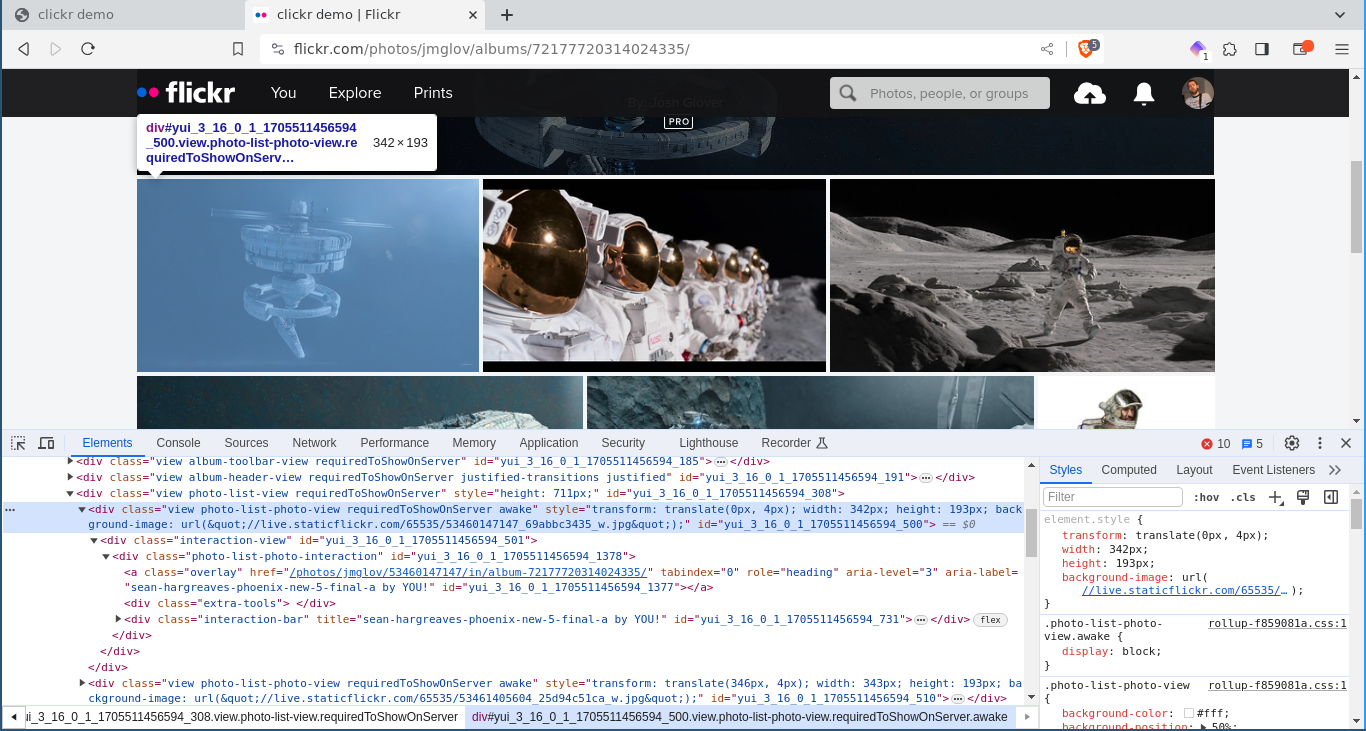 clickr demo
clickr demo | Flickr
flickr.com/photos/jmglov/albums/72177720314024335/
5
1
flickr
You
Explore
Prints
Photos, people, or groups
By: Josh Glover
PRO
div#yui_3_16_0_1_1705511456594
_500.view.photo-list-photo-view.re
quiredToShowOnServ…
342 × 193
Elements
Console
Sources
Network
Performance
Memory
Application
Security
Lighthouse
Recorder
10
5
<div class="view album-toolbar-view requiredToShowOnServer" id="yui_3_16_0_1_1705511456594_185">…</div>
<div class="view album-header-view requiredToShowOnServer justified-transitions justified" id="yui_3_16_0_1_1705511456594_191">…</div>
<div class="view photo-list-view requiredToShowOnServer" style="height: 711px;" id="yui_3_16_0_1_1705511456594_308">
… <div class="view photo-list-photo-view requiredToShowOnServer awake" style="transform: translate(0px, 4px); width: 342px; height: 193px; back
ground-image: url(&quot;//live.staticflickr.com/65535/53460147147_69abbc3435_w.jpg&quot;);" id="yui_3_16_0_1_1705511456594_500"> == $0
<div class="interaction-view" id="yui_3_16_0_1_1705511456594_501">
<div class="photo-list-photo-interaction" id="yui_3_16_0_1_1705511456594_1378">
<a class="overlay" href="/photos/jmglov/53460147147/in/album-72177720314024335/" tabindex="0" role="heading" aria-level="3" aria-label=
"sean-hargreaves-phoenix-new-5-final-a by YOU!" id="yui_3_16_0_1_1705511456594_1377"></a>
<div class="extra-tools"> </div>
<div class="interaction-bar" title="sean-hargreaves-phoenix-new-5-final-a by YOU!" id="yui_3_16_0_1_1705511456594_731">…</div> flex
</div>
</div>
</div>
<div class="view photo-list-photo-view requiredToShowOnServer awake" style="transform: translate(346px, 4px); width: 343px; height: 193px; ba
ckground-image: url(&quot;//live.staticflickr.com/65535/53461405604_25d94c51ca_w.jpg&quot;);" id="yui_3_16_0_1_1705511456594_510">…</div>
ui_3_16_0_1_1705511456594_308.view.photo-list-view.requiredToShowOnServer
div#yui_3_16_0_1_1705511456594_500.view.photo-list-photo-view.requiredToShowOnServer.awake
Styles
Computed
Layout
Event Listeners
Filter
:hov
.cls
element.style {
transform: translate(0px, 4px);
width: 342px;
height: 193px;
background-image: url(
//live.staticflickr.com/65535/… );
}
.photo-list-photo- rollup-f859081a.css:1
view.awake {
display: block;
}
.photo-list-photo-view rollup-f859081a.css:1
{
background-color: #fff;
background-position: 50%;